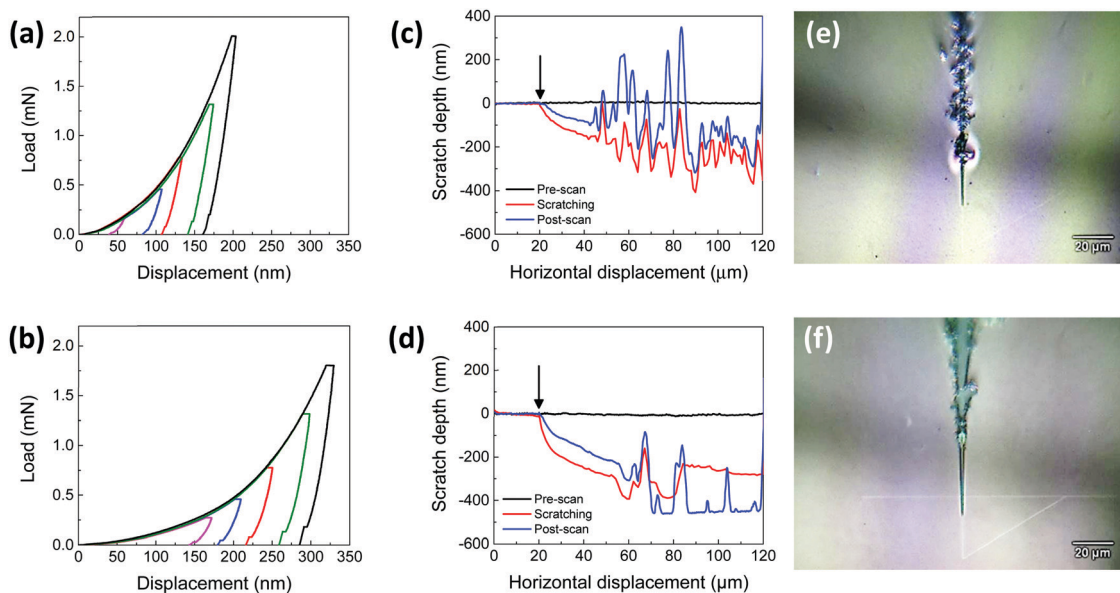 (a)
2.0
1.5
1.0
0.5
0.0
Load (mN)
0 50 100 150 200 250 300 350
Displacement (nm)
(c)
400
200
0
-200
-400
-600
Scratch depth (nm)
Pre-scan
Scratching
Post-scan
0 20 40 60 80 100 120
Horizontal displacement (μm)
(e)
20 μm
(b)
2.0
1.5
1.0
0.5
0.0
Load (mN)
0 50 100 150 200 250 300 350
Displacement (nm)
(d)
400
200
0
-200
-400
-600
Scratch depth (nm)
Pre-scan
Scratching
Post-scan
0 20 40 60 80 100 120
Horizontal displacement (μm)
(f)
20 μm